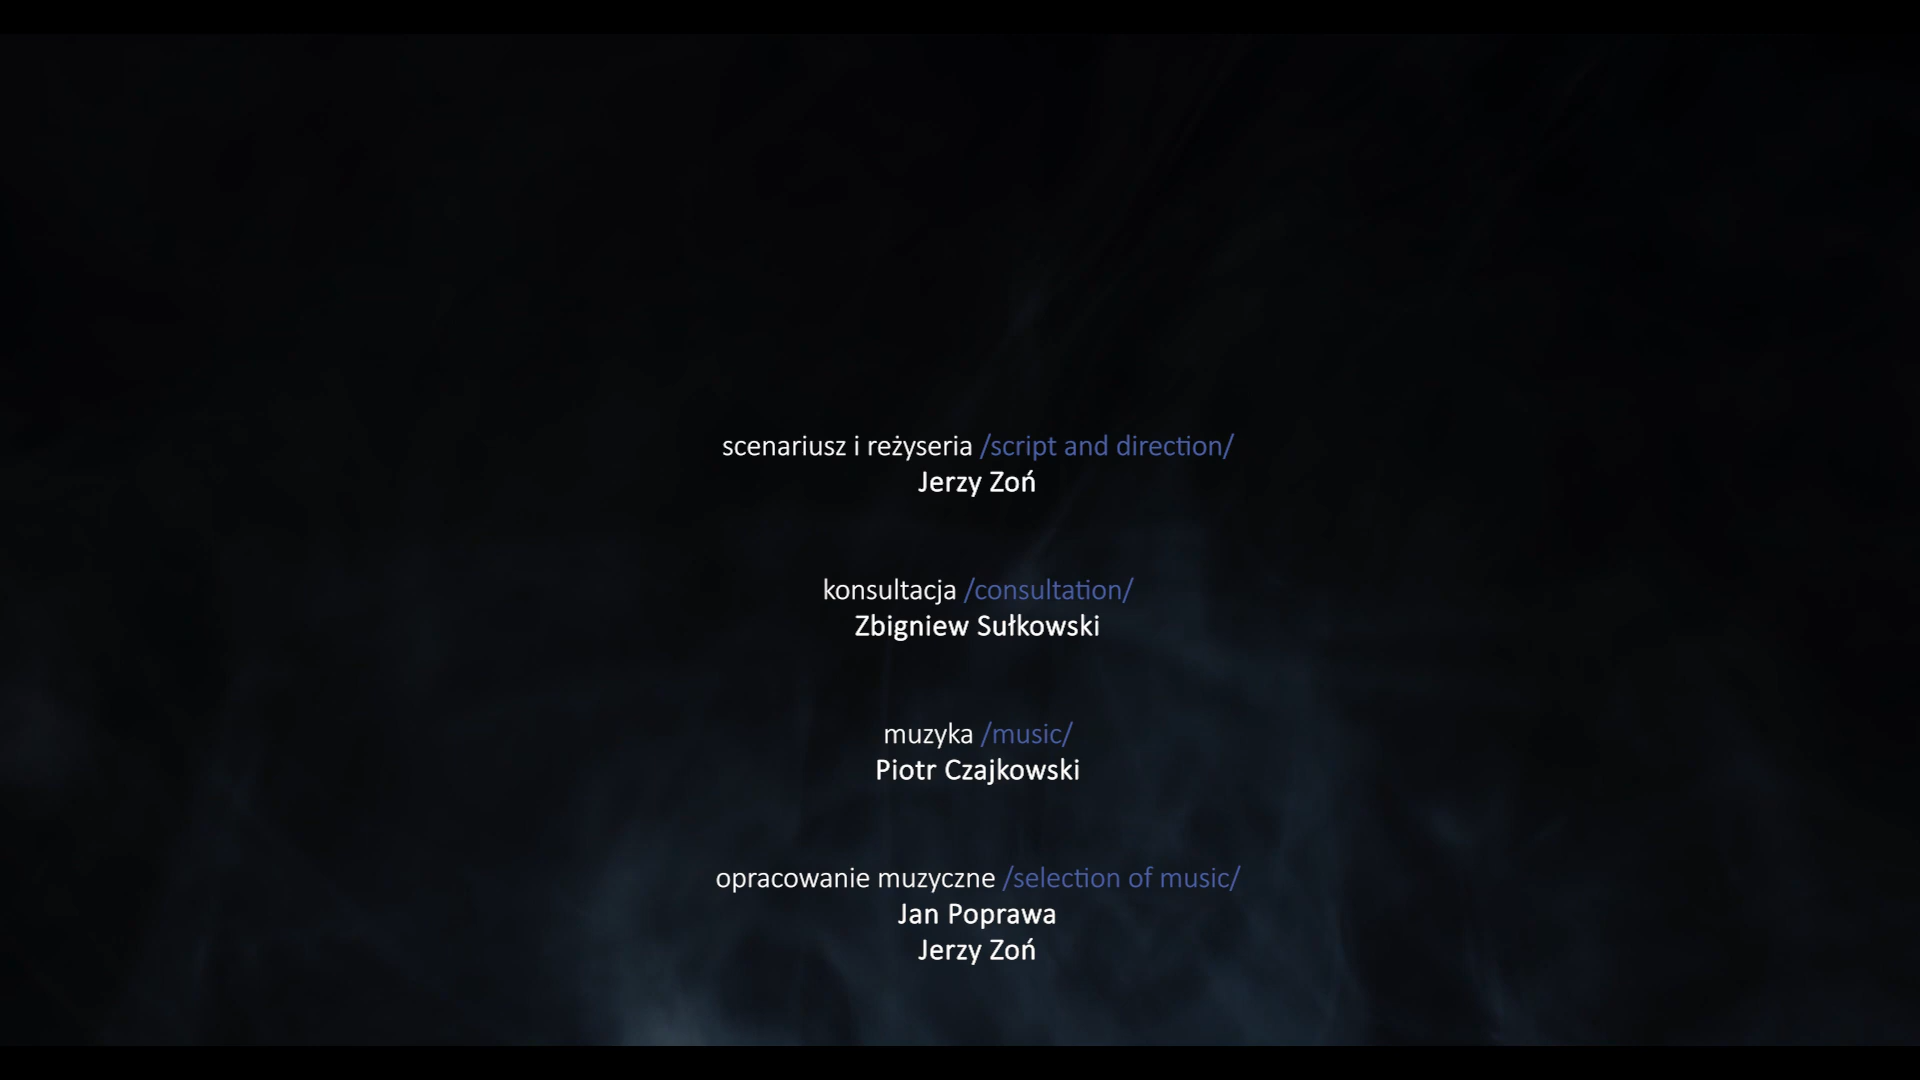 scenariusz i reżyseria /script and direction/
Jerzy Zoń
konsultacja /consultation/
Zbigniew Sułkowski
muzyka /music/
Piotr Czajkowski
opracowanie muzyczne /selection of music/
Jan Poprawa
Jerzy Zoń